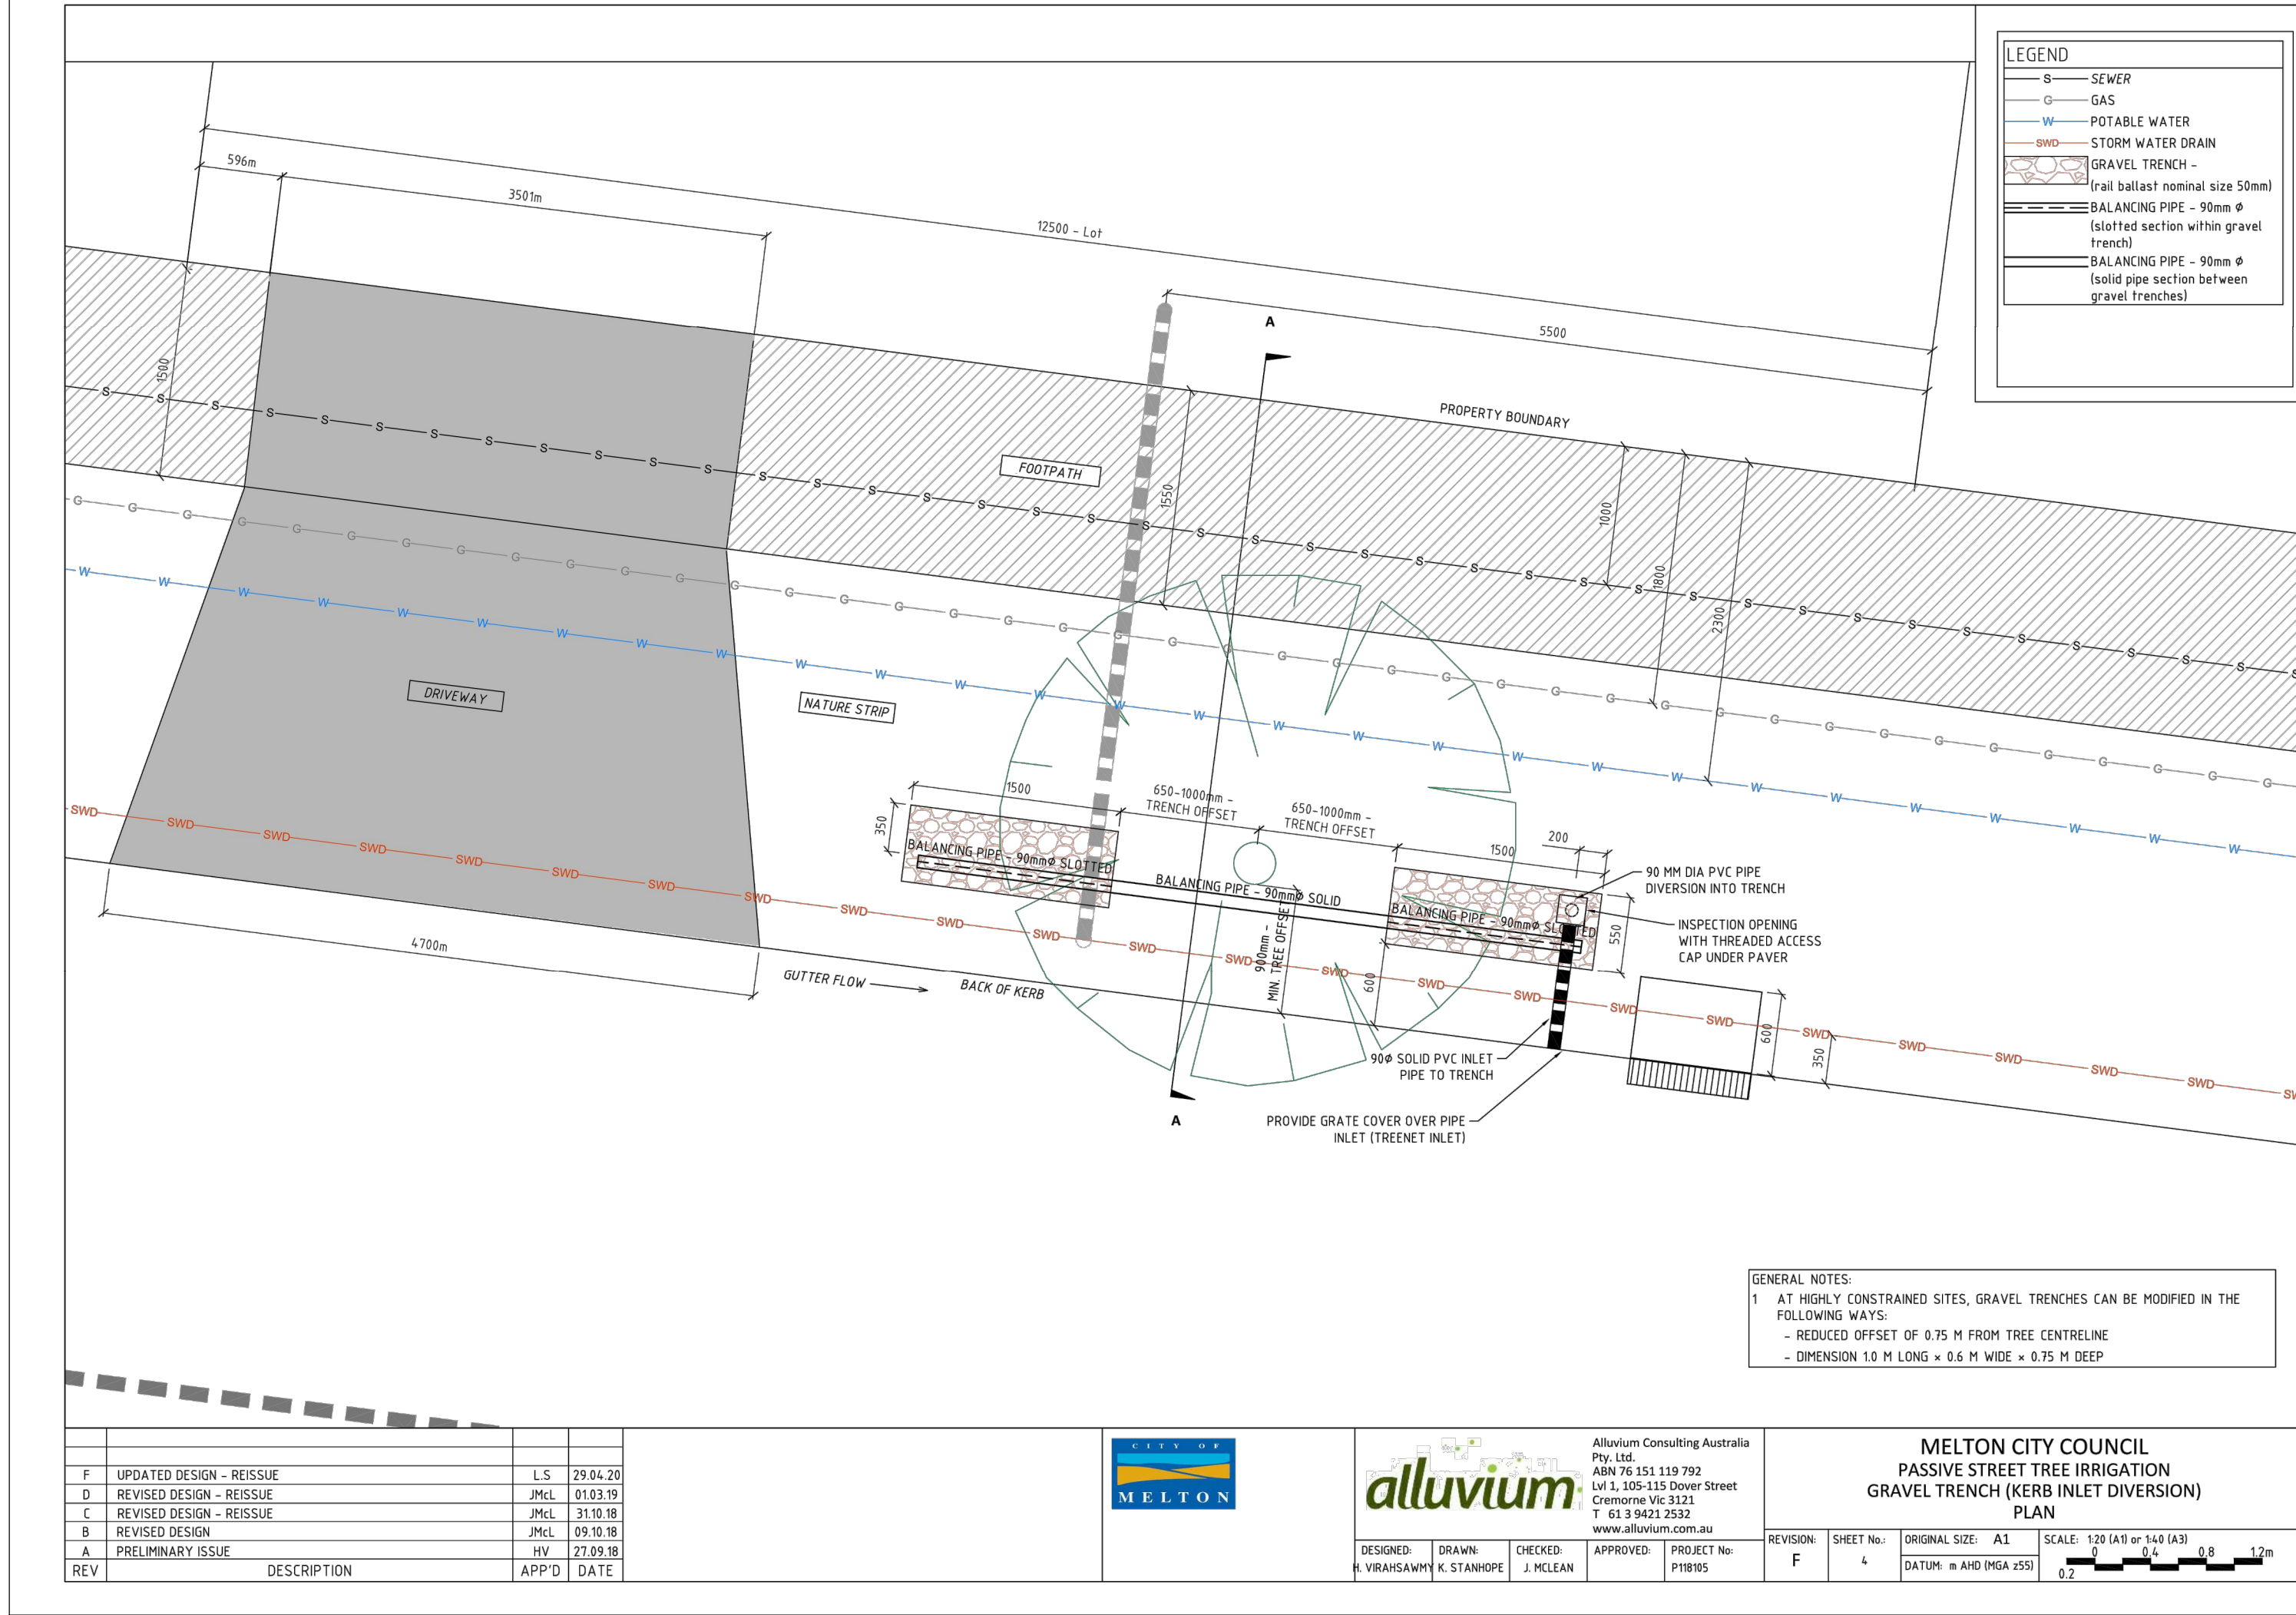 LEGEND
S SEWER
G GAS
W POTABLE WATER
SWD STORM WATER DRAIN
GRAVEL TRENCH -
(rail ballast nominal size 50mm)
BALANCING PIPE - 90mm Ø
(slotted section within gravel
trench)
BALANCING PIPE - 90mm Ø
(solid pipe section between
gravel trenches)
596m
3501m
12500 - Lot
5500
A
1500
PROPERTY BOUNDARY
FOOTPATH
1550
1000
1800
2300
DRIVEWAY
NATURE STRIP
1500
650-1000mm -
TRENCH OFFSET
650-1000mm -
TRENCH OFFSET
350
1500
200
BALANCING PIPE - 90mmØ SLOTTED
BALANCING PIPE - 90mmØ SOLID
BALANCING PIPE - 90mmØ SLOTTED
90 MM DIA PVC PIPE
DIVERSION INTO TRENCH
INSPECTION OPENING
WITH THREADED ACCESS
CAP UNDER PAVER
550
900mm -
MIN. TREE OFFSET
600
4700m
GUTTER FLOW
BACK OF KERB
600
350
90Ø SOLID PVC INLET
PIPE TO TRENCH
A
PROVIDE GRATE COVER OVER PIPE
INLET (TREENET INLET)
GENERAL NOTES:
1 AT HIGHLY CONSTRAINED SITES, GRAVEL TRENCHES CAN BE MODIFIED IN THE
FOLLOWING WAYS:
- REDUCED OFFSET OF 0.75 M FROM TREE CENTRELINE
- DIMENSION 1.0 M LONG × 0.6 M WIDE × 0.75 M DEEP
F UPDATED DESIGN - REISSUE L.S 29.04.20
D REVISED DESIGN - REISSUE JMcL 01.03.19
C REVISED DESIGN - REISSUE JMcL 31.10.18
B REVISED DESIGN JMcL 09.10.18
A PRELIMINARY ISSUE HV 27.09.18
REV DESCRIPTION APP'D DATE
CITY OF
MELTON
alluvium
Alluvium Consulting Australia
Pty. Ltd.
ABN 76 151 119 792
Lvl 1, 105-115 Dover Street
Cremorne Vic 3121
T 61 3 9421 2532
www.alluvium.com.au
DESIGNED: DRAWN: CHECKED: APPROVED: PROJECT No:
H. VIRAHSAWMY K. STANHOPE J. MCLEAN P118105
MELTON CITY COUNCIL
PASSIVE STREET TREE IRRIGATION
GRAVEL TRENCH (KERB INLET DIVERSION)
PLAN
REVISION: F
SHEET No.: 4
ORIGINAL SIZE: A1
DATUM: m AHD (MGA z55)
SCALE: 1:20 (A1) or 1:40 (A3)
0 0.4 0.8 1.2m
0.2